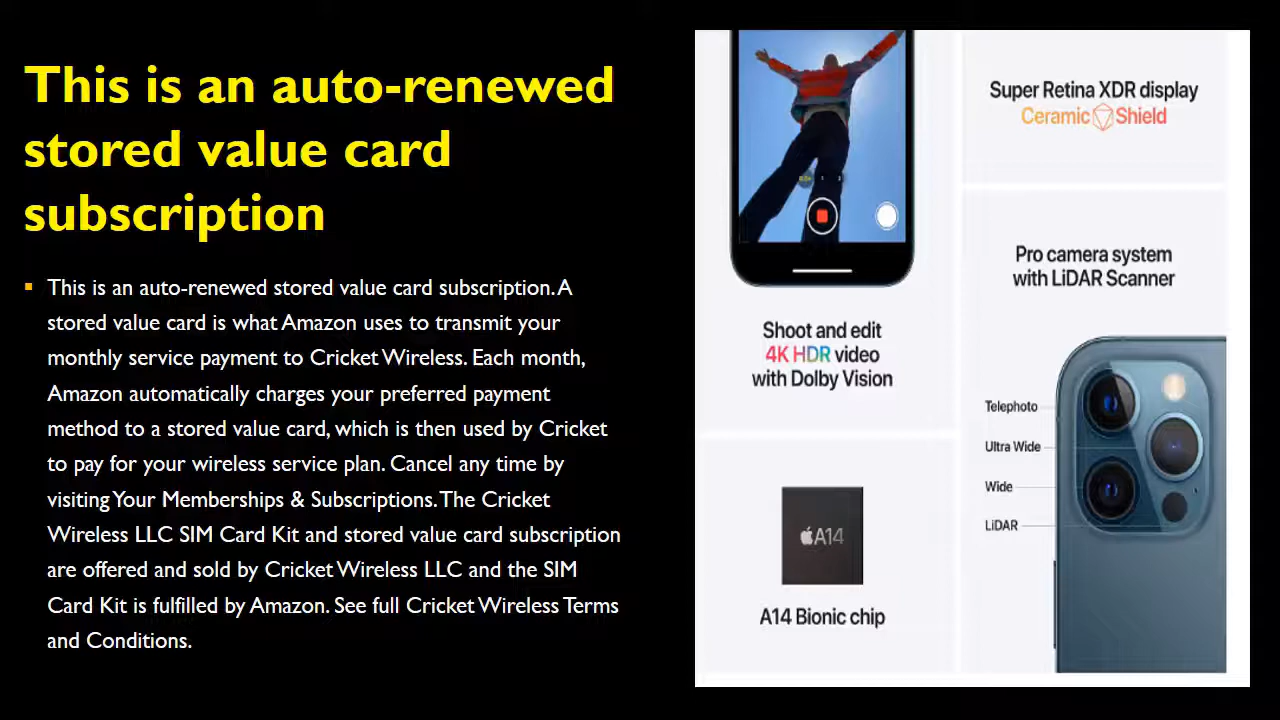 This is an auto-renewed
stored value card
subscription
This is an auto-renewed stored value card subscription. A
stored value card is what Amazon uses to transmit your
monthly service payment to Cricket Wireless. Each month,
Amazon automatically charges your preferred payment
method to a stored value card, which is then used by Cricket
to pay for your wireless service plan. Cancel any time by
visiting Your Memberships & Subscriptions. The Cricket
Wireless LLC SIM Card Kit and stored value card subscription
are offered and sold by Cricket Wireless LLC and the SIM
Card Kit is fulfilled by Amazon. See full Cricket Wireless Terms
and Conditions.
Shoot and edit
4K HDR video
with Dolby Vision
A14
A14 Bionic chip
Super Retina XDR display
Ceramic Shield
Pro camera system
with LiDAR Scanner
Telephoto
Ultra Wide
Wide
LiDAR